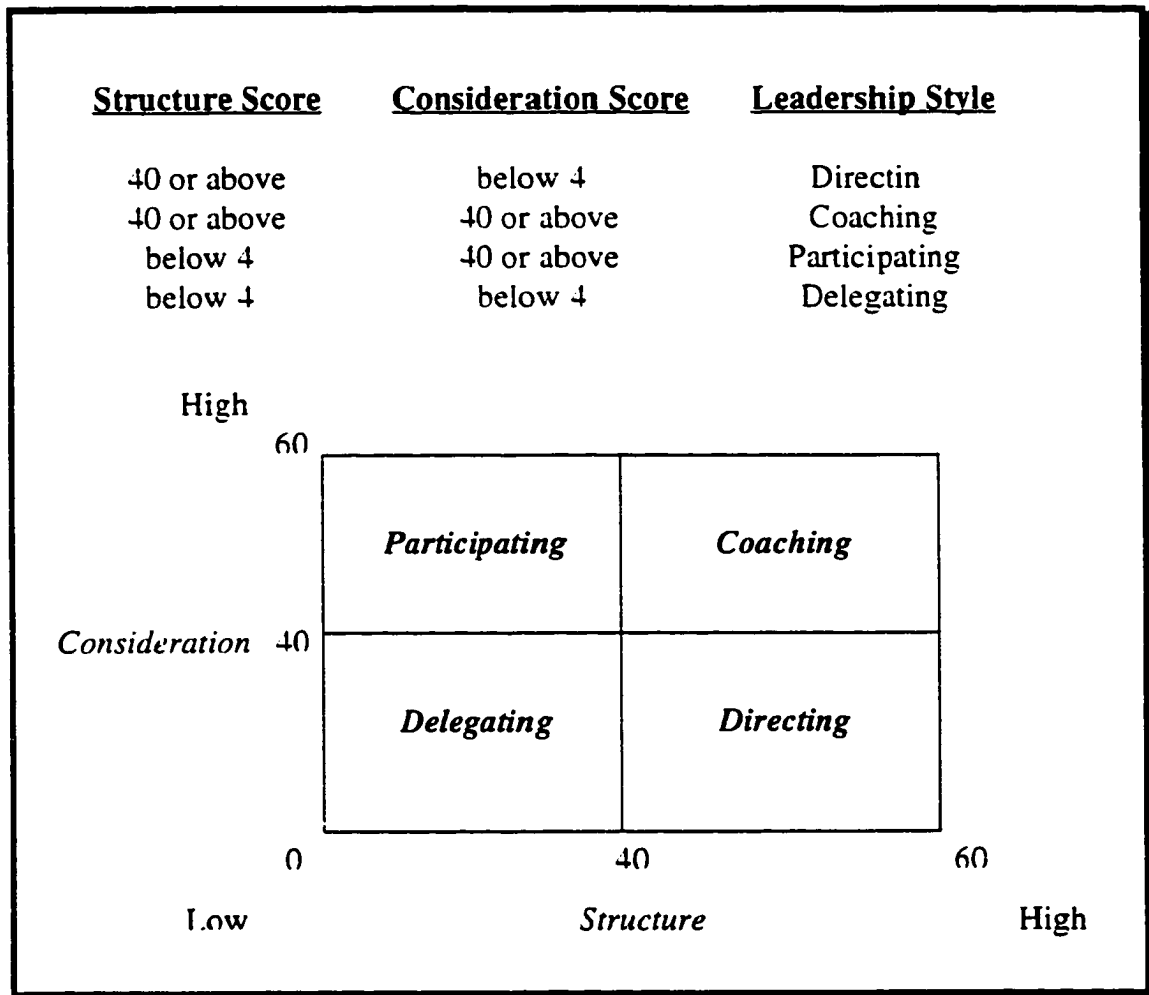 Structure Score Consideration Score Leadership Style
40 or above below 4 Directin
40 or above 40 or above Coaching
below 4 40 or above Participating
below 4 below 4 Delegating
High
60
Participating Coaching
Consideration 40
Delegating Directing
0 40 60
Low Structure High